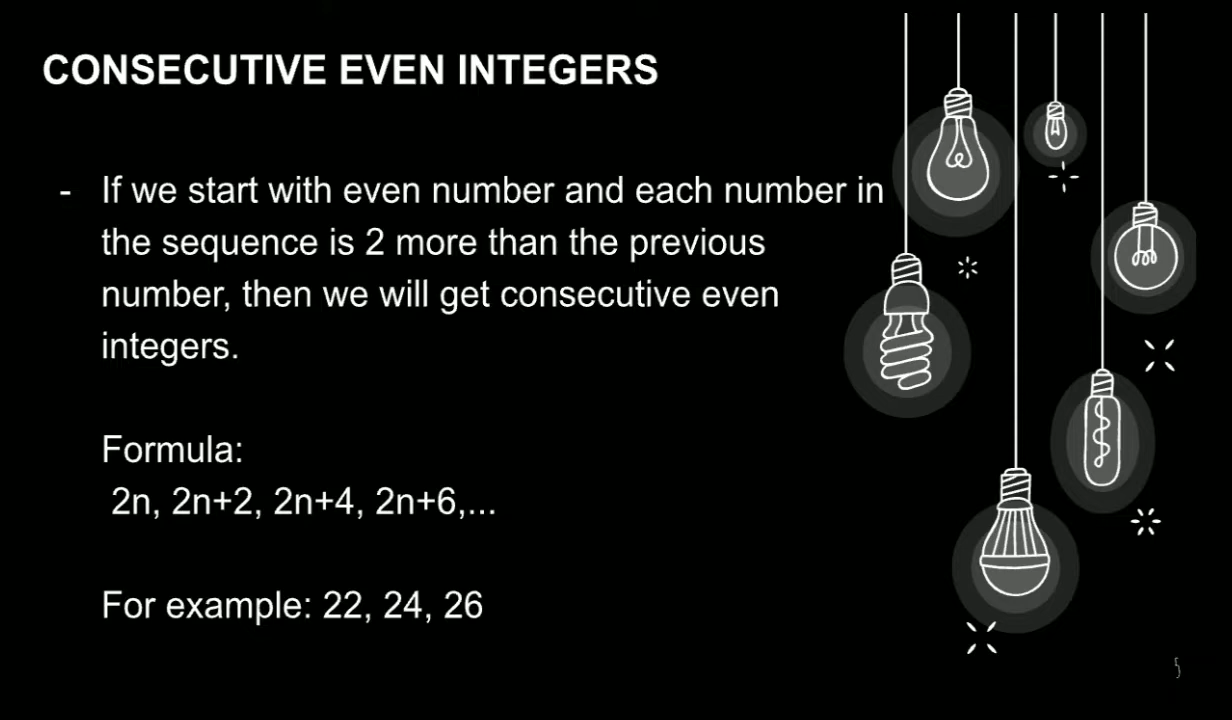 CONSECUTIVE EVEN INTEGERS
- If we start with even number and each number in
the sequence is 2 more than the previous
number, then we will get consecutive even
integers.
Formula:
2n, 2n+2, 2n+4, 2n+6,...
For example: 22, 24, 26
5